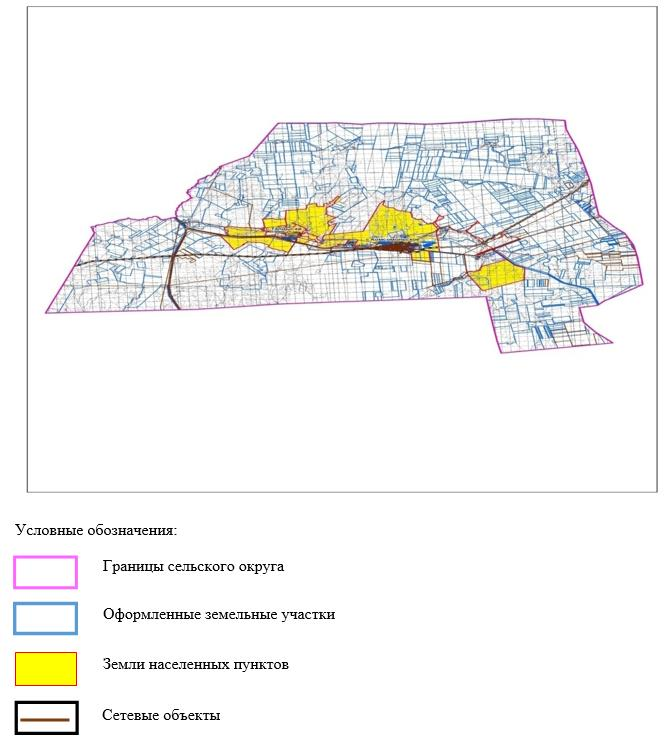 Условные обозначения:
Границы сельского округа
Оформленные земельные участки
Земли населенных пунктов
Сетевые объекты